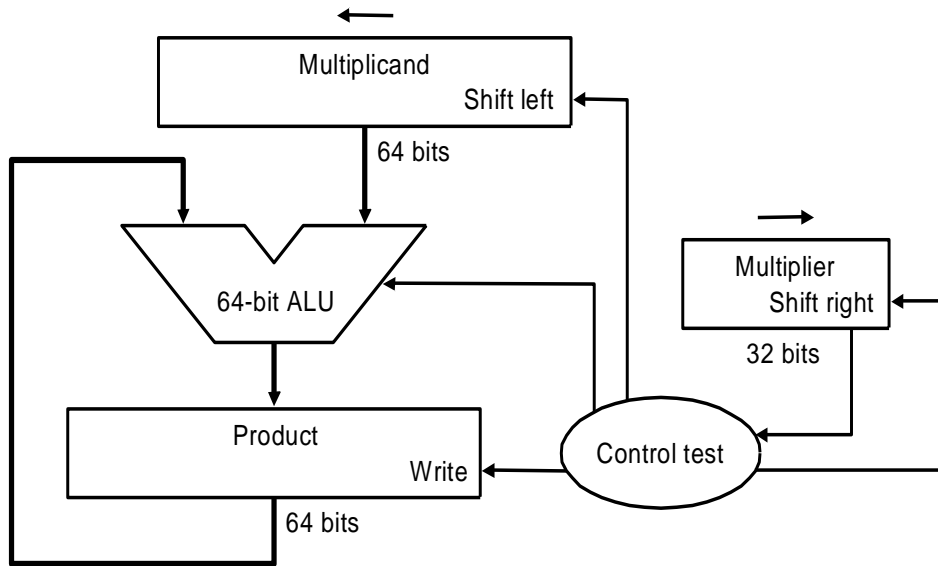 Multiplicand
Shift left
64 bits
64-bit ALU
Multiplier
Shift right
32 bits
Product
Write
Control test
64 bits